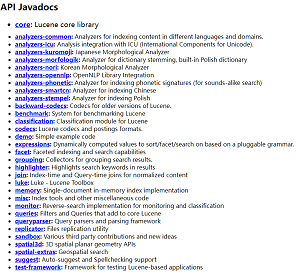 API Javadocs
core: Lucene core library
analyzers-common: Analyzers for indexing content in different languages and domains.
analyzers-icu: Analysis integration with ICU (International Components for Unicode).
analyzers-kuromoji: Japanese Morphological Analyzer
analyzers-morfologik: Analyzer for dictionary stemming, built-in Polish dictionary
analyzers-nori: Korean Morphological Analyzer
analyzers-opennlp: OpenNLP Library Integration
analyzers-phonetic: Analyzer for indexing phonetic signatures (for sounds-alike search)
analyzers-smartcn: Analyzer for indexing Chinese
analyzers-stempel: Analyzer for indexing Polish
backward-codecs: Codecs for older versions of Lucene.
benchmark: System for benchmarking Lucene
classification: Classification module for Lucene
codecs: Lucene codecs and postings formats.
demo: Simple example code
expressions: Dynamically computed values to sort/facet/search on based on a pluggable grammar.
facet: Faceted indexing and search capabilities
grouping: Collectors for grouping search results.
highlighter: Highlights search keywords in results
join: Index-time and Query-time joins for normalized content
luke: Luke - Lucene Toolbox
memory: Single-document in-memory index implementation
misc: Index tools and other miscellaneous code
monitor: Reverse-search implementation for monitoring and classification
queries: Filters and Queries that add to core Lucene
queryparser: Query parsers and parsing framework
replicator: Files replication utility
sandbox: Various third party contributions and new ideas
spatial3d: 3D spatial planar geometry APIs
spatial-extras: Geospatial search
suggest: Auto-suggest and Spellchecking support
test-framework: Framework for testing Lucene-based applications